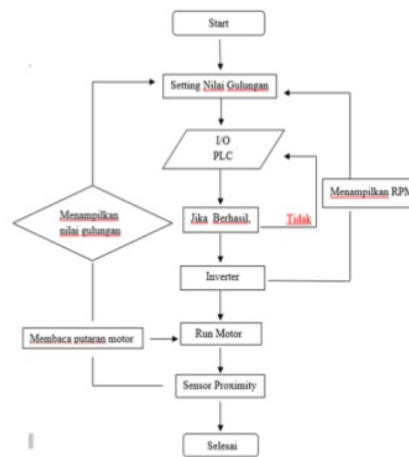 Start
Setting Nilai Gulungan
I/O
PLC
Menampilkan RPM
Menampilkan
nilai gulungan
Jika Berhasil,
Tidak
Inverter
Membaca putaran motor
Run Motor
Sensor Proximity
Selesai